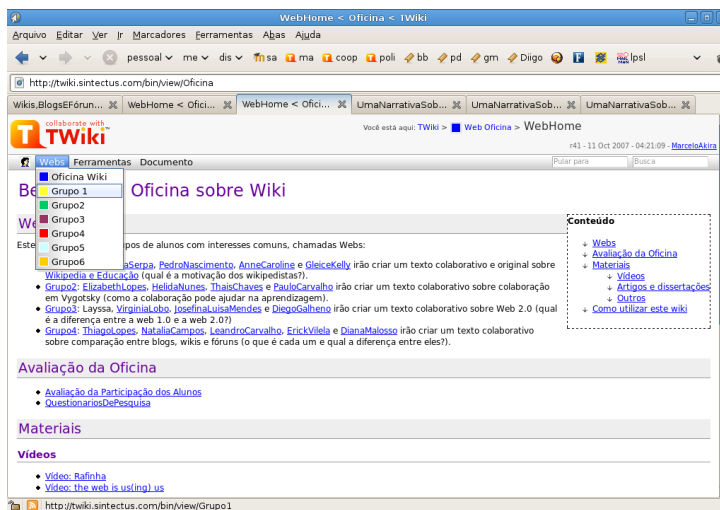 WebHome < Oficina < TWiki
Arquivo Editar Ver Ir Marcadores Ferramentas Abas Ajuda
pessoal me dis sa ma coop poli bb pd gm Diigo lpsl
http://twiki.sintectus.com/bin/view/Oficina
Wikis,BlogsEFórun... WebHome < Ofici... WebHome < Ofici... UmaNarrativaSob... UmaNarrativaSob... UmaNarrativaSob...
collaborate with
TWiki
Você está aqui: TWiki > Web Oficina > WebHome
r41 - 11 Oct 2007 - 04:21:09 - MarceloAkira
Webs Ferramentas Documento
Pular para Busca
Oficina Wiki
Grupo 1
Grupo2
Grupo3
Grupo4
Grupo5
Grupo6
Be Oficina sobre Wiki
We
Este upos de alunos com interesses comuns, chamadas Webs:
aSerpa, PedroNascimento, AnneCaroline e GleiceKelly irão criar um texto colaborativo e original sobre
Wikipedia e Educação (qual é a motivação dos wikipedistas?).
Grupo2: ElizabethLopes, HelidaNunes, ThaisChaves e PauloCarvalho irão criar um texto colaborativo sobre colaboração
em Vygotsky (como a colaboração pode ajudar na aprendizagem).
Grupo3: Layssa, VirginiaLobo, JosefinaLuisaMendes e DiegoGalheno irão criar um texto colaborativo sobre Web 2.0 (qual
é a diferença entre a web 1.0 e a web 2.0?)
Grupo4: ThiagoLopes, NataliaCampos, LeandroCarvalho, ErickVilela e DianaMalosso irão criar um texto colaborativo
sobre comparação entre blogs, wikis e fóruns (o que é cada um e qual a diferença entre eles?).
Conteúdo
Webs
Avaliação da Oficina
Materiais
Vídeos
Artigos e dissertações
Outros
Como utilizar este wiki
Avaliação da Oficina
Avaliação da Participação dos Alunos
QuestionariosDePesquisa
Materiais
Vídeos
Vídeo: Rafinha
Vídeo: the web is us(ing) us
http://twiki.sintectus.com/bin/view/Grupo1